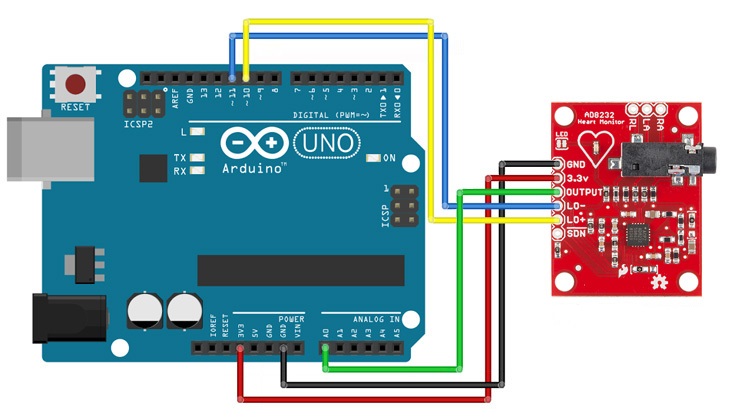 RESET
ICSP2
AREF
GND
13
12
~11
~10
~9
8
7
~6
~5
4
~3
2
TXD▶1
RXD◀0
DIGITAL (PWM=~)
L
TX
RX
Arduino™
UNO
ON
1
ICSP
IOREF
RESET
3V3
5V
GND
GND
VIN
POWER
A0
A1
A2
A3
A4
A5
ANALOG IN
AD8232
Heart Monitor
RL
LA
RA
GND
3.3v
OUTPUT
LO-
LO+
SDN